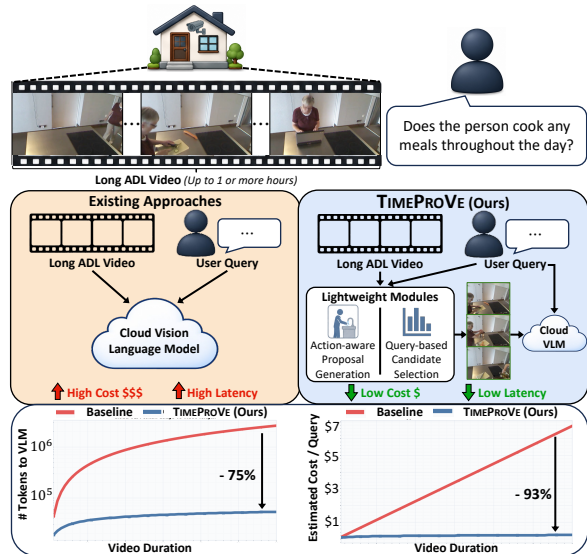 Does the person cook any
meals throughout the day?
Long ADL Video (Up to 1 or more hours)
Existing Approaches
...
Long ADL Video
User Query
Cloud Vision
Language Model
High Cost $$$
High Latency
TIMEPROVE (Ours)
...
Long ADL Video
User Query
Lightweight Modules
Action-aware
Proposal
Generation
Query-based
Candidate
Selection
Cloud
VLM
Low Cost $
Low Latency
Baseline
TIMEPROVE (Ours)
# Tokens to VLM
10⁶
10⁵
- 75%
Video Duration
Baseline
TIMEPROVE (Ours)
Estimated Cost / Query
$7
$5
$3
$1
- 93%
Video Duration